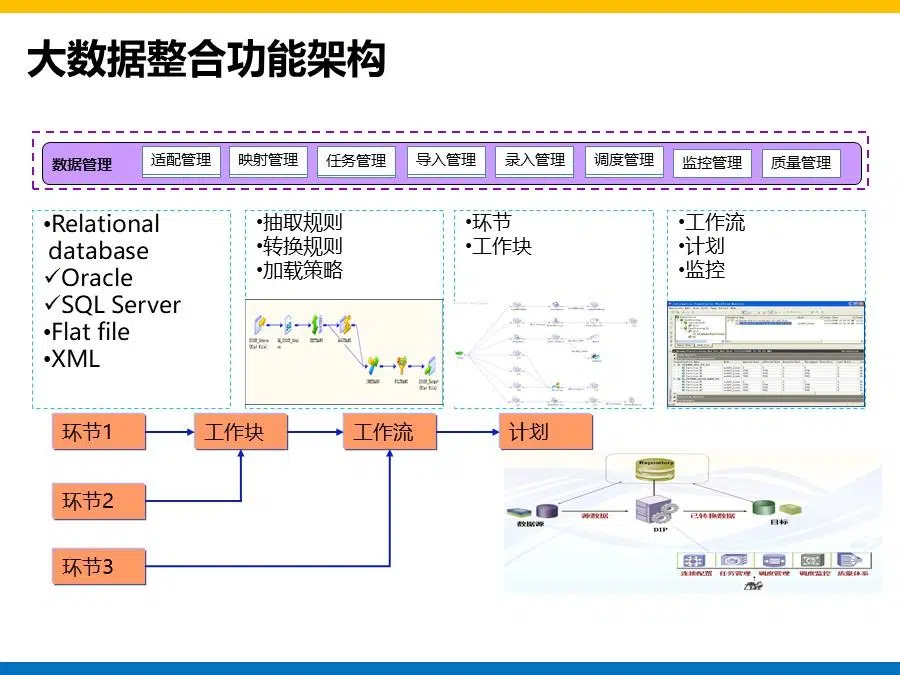 大数据整合功能架构
数据管理
适配管理
映射管理
任务管理
导入管理
录入管理
调度管理
监控管理
质量管理
•Relational
database
✓Oracle
✓SQL Server
•Flat file
•XML
•抽取规则
•转换规则
•加载策略
•环节
•工作块
•工作流
•计划
•监控
环节1
工作块
工作流
计划
环节2
环节3
Repository
数据源
源数据
DIP
已转换数据
目标
连接配置
任务管理
调度管理
调度监控
质量体系